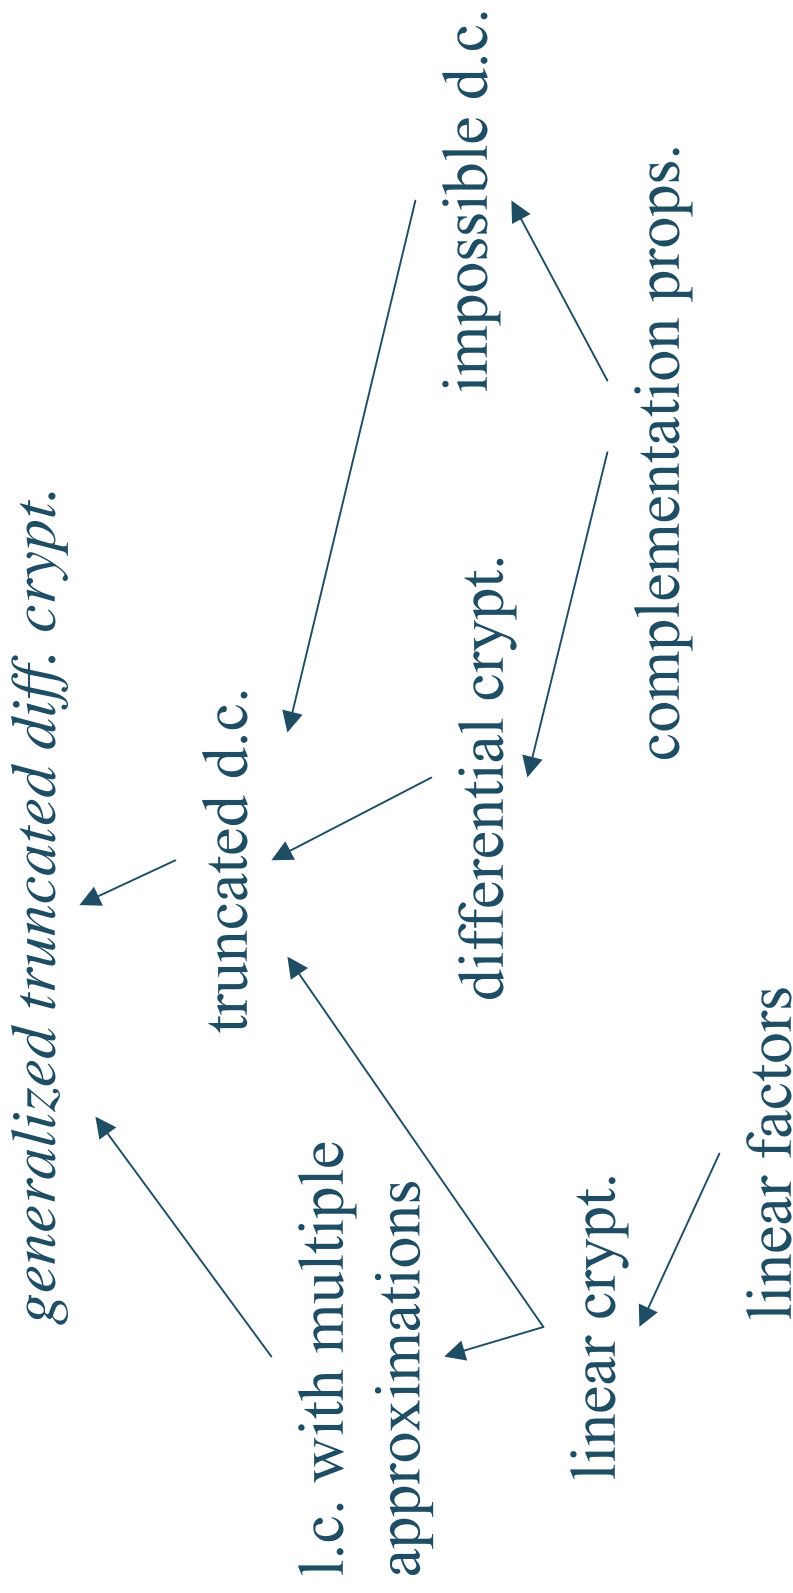 generalized truncated diff. crypt.
truncated d.c.
l.c. with multiple
approximations
impossible d.c.
differential crypt.
linear crypt.
complementation props.
linear factors